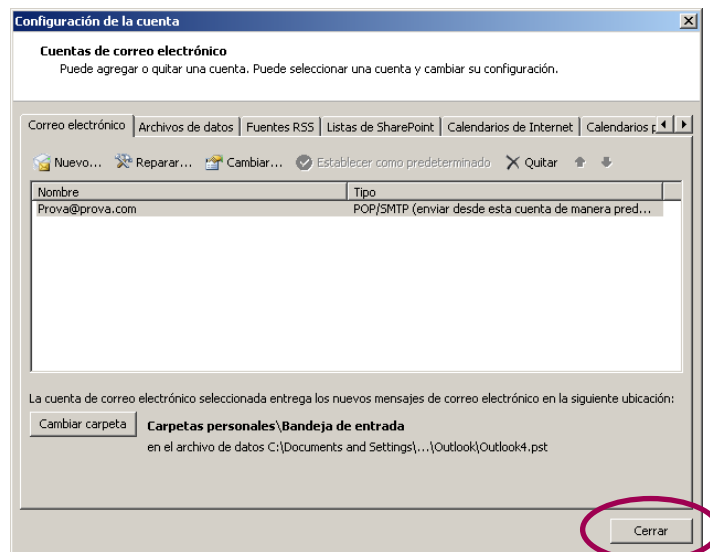 Configuración de la cuenta
Cuentas de correo electrónico
Puede agregar o quitar una cuenta. Puede seleccionar una cuenta y cambiar su configuración.
Correo electrónico Archivos de datos Fuentes RSS Listas de SharePoint Calendarios de Internet Calendarios p
Nuevo... Reparar... Cambiar... Establecer como predeterminado Quitar
Nombre Tipo
Prova@prova.com POP/SMTP (enviar desde esta cuenta de manera pred...
La cuenta de correo electrónico seleccionada entrega los nuevos mensajes de correo electrónico en la siguiente ubicación:
Cambiar carpeta Carpetas personales\Bandeja de entrada
en el archivo de datos C:\Documents and Settings\...\Outlook\Outlook4.pst
Cerrar